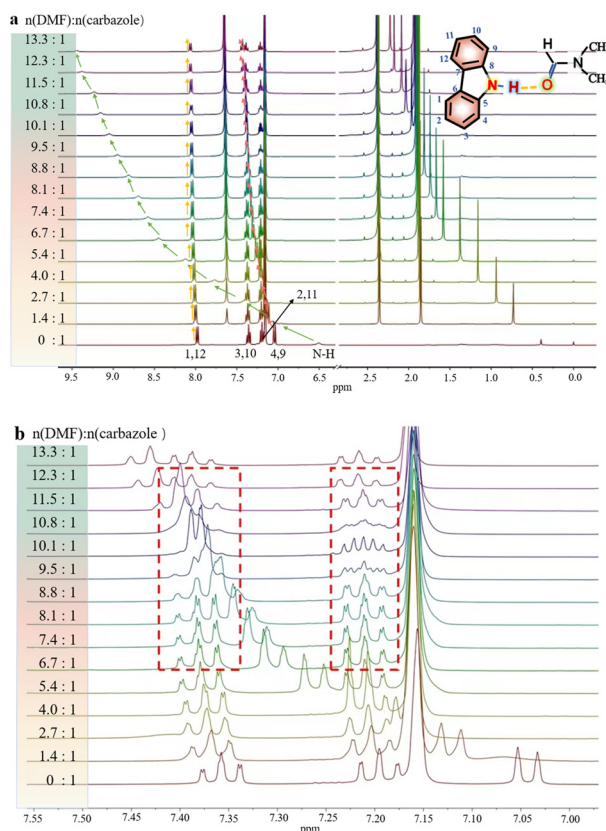 a n(DMF):n(carbazole )
13.3 : 1
12.3 : 1
11.5 : 1
10.8 : 1
10.1 : 1
9.5 : 1
8.8 : 1
8.1 : 1
7.4 : 1
6.7 : 1
5.4 : 1
4.0 : 1
2.7 : 1
1.4 : 1
0 : 1
10
11
9
12
8
7
6
1
5
2
4
3
N
H
H
O
N
CH
CH
2,11
1,12
3,10
4,9
N-H
9.5 9.0 8.5 8.0 7.5 7.0 6.5 2.5 2.0 1.5 1.0 0.5 0.0
ppm
b n(DMF):n(carbazole )
13.3 : 1
12.3 : 1
11.5 : 1
10.8 : 1
10.1 : 1
9.5 : 1
8.8 : 1
8.1 : 1
7.4 : 1
6.7 : 1
5.4 : 1
4.0 : 1
2.7 : 1
1.4 : 1
0 : 1
7.55 7.50 7.45 7.40 7.35 7.30 7.25 7.20 7.15 7.10 7.05 7.00
ppm